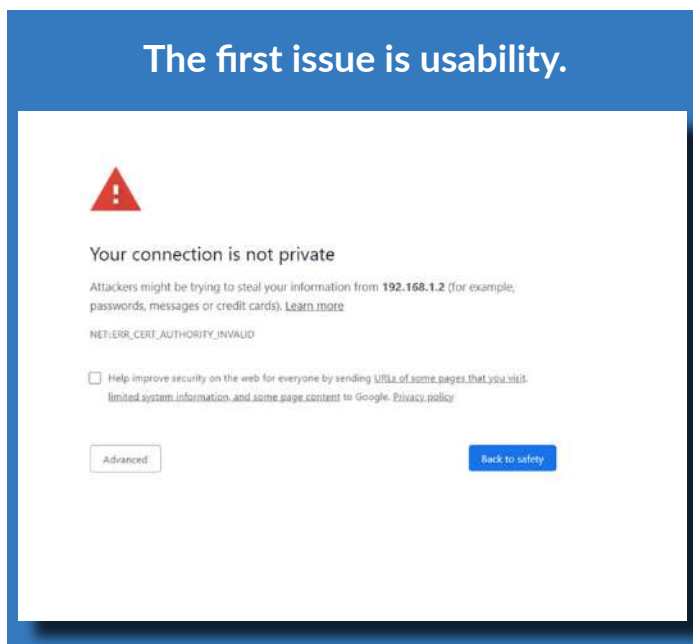 The first issue is usability.
Your connection is not private
Attackers might be trying to steal your information from 192.168.1.2 (for example,
passwords, messages or credit cards). Learn more
NET::ERR_CERT_AUTHORITY_INVALID
Help improve security on the web for everyone by sending URLs of some pages that you visit,
limited system information, and some page content to Google. Privacy policy
Advanced
Back to safety